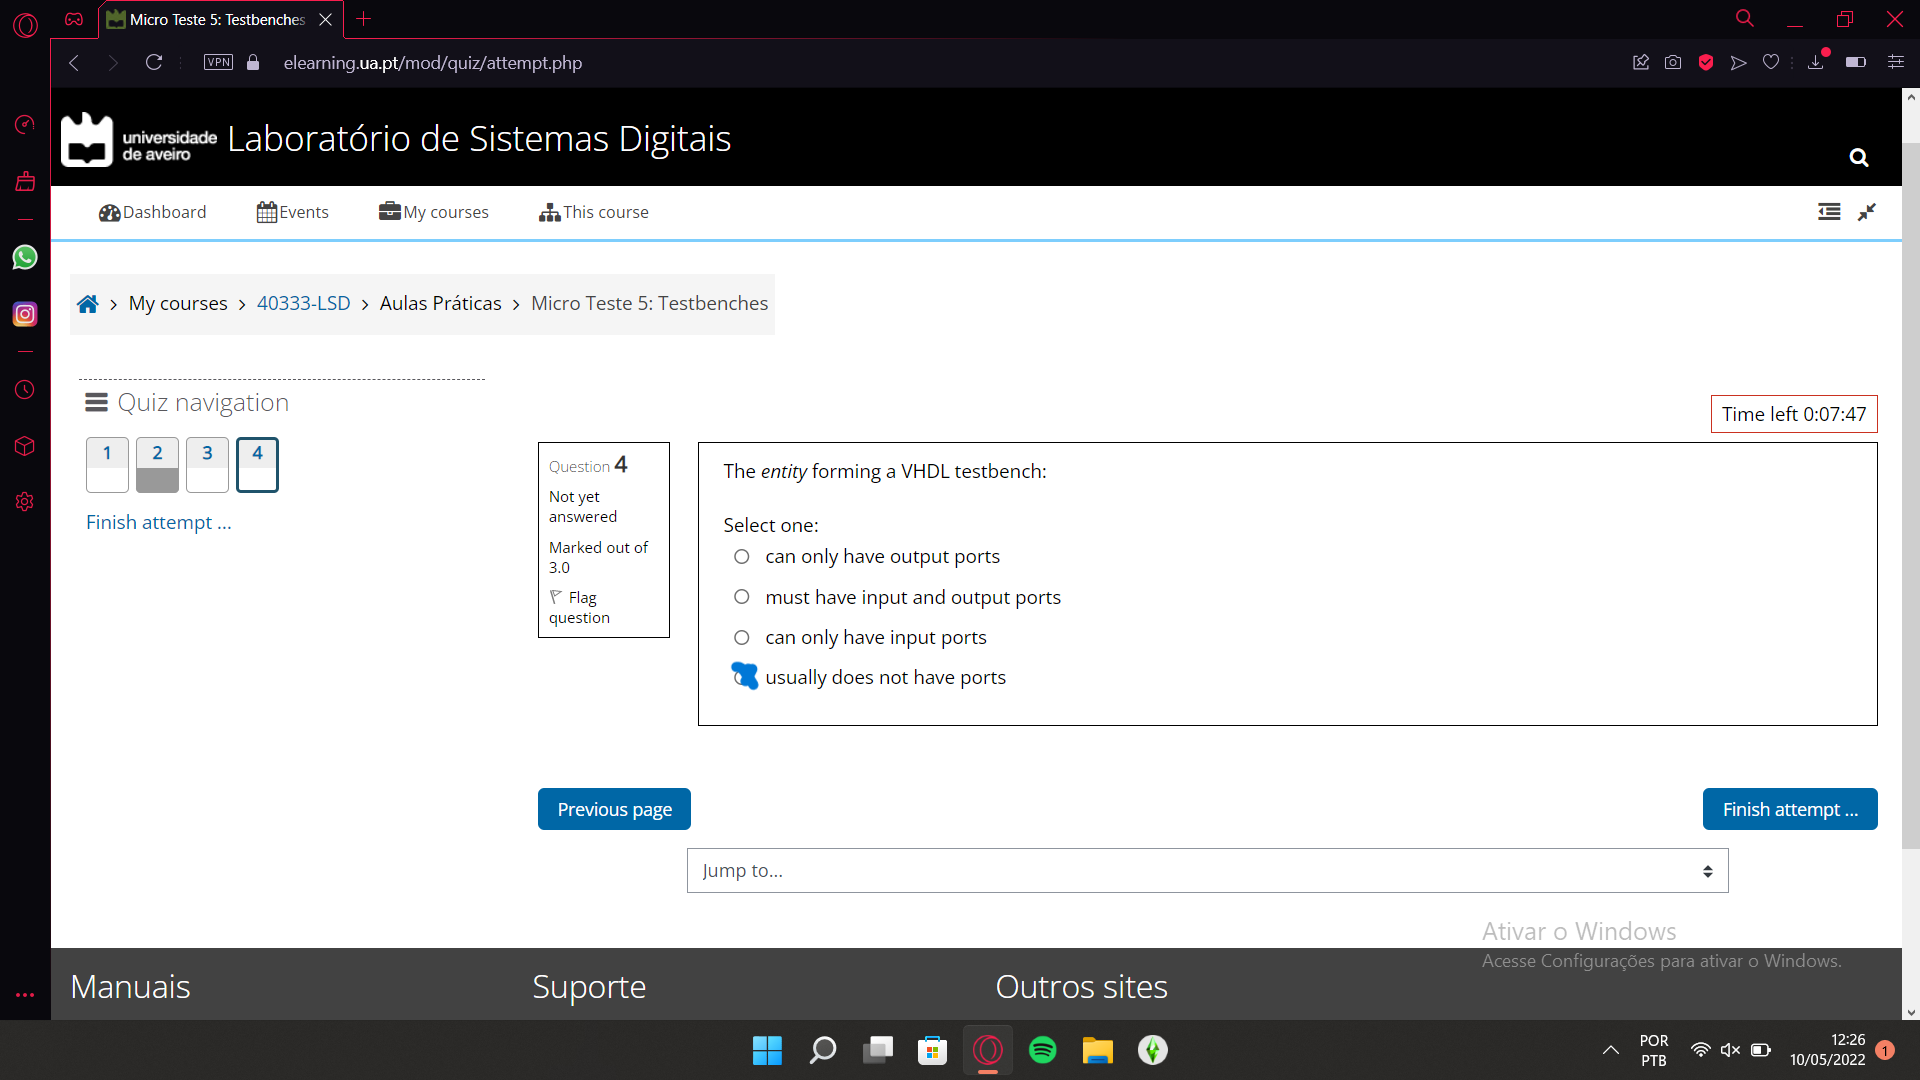 Micro Teste 5: Testbenches
VPN
elearning.ua.pt/mod/quiz/attempt.php
universidade
de aveiro
Laboratório de Sistemas Digitais
Dashboard
Events
My courses
This course
My courses > 40333-LSD > Aulas Práticas > Micro Teste 5: Testbenches
Quiz navigation
1 2 3 4
Finish attempt ...
Time left 0:07:47
Question 4
Not yet
answered
Marked out of
3.0
Flag
question
The entity forming a VHDL testbench:
Select one:
can only have output ports
must have input and output ports
can only have input ports
usually does not have ports
Previous page
Finish attempt ...
Jump to...
Ativar o Windows
Acesse Configurações para ativar o Windows.
Manuais
Suporte
Outros sites
POR
PTB
12:26
10/05/2022
1